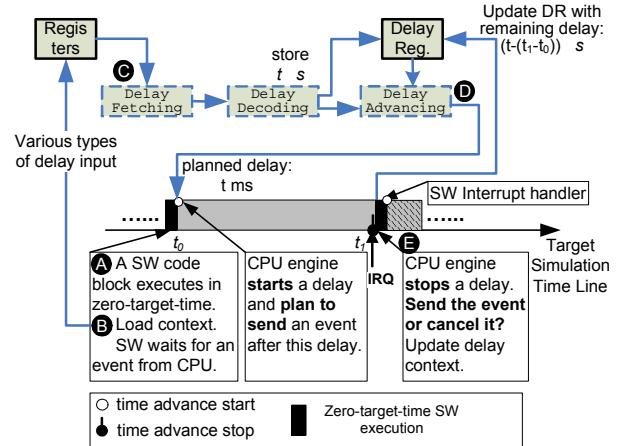 Regis
ters
C
Delay
Fetching
store
t s
Delay
Decoding
Delay
Reg.
Delay
Advancing
D
Update DR with
remaining delay:
(t-(t1-t0)) s
Various types
of delay input
planned delay:
t ms
SW Interrupt handler
......
......
t0
t1
IRQ
E
Target
Simulation
Time Line
A A SW code
block executes in
zero-target-time.
B Load context.
SW waits for an
event from CPU.
CPU engine
starts a delay
and plan to
send an event
after this delay.
CPU engine
stops a delay.
Send the event
or cancel it?
Update delay
context.
time advance start
time advance stop
Zero-target-time SW
execution